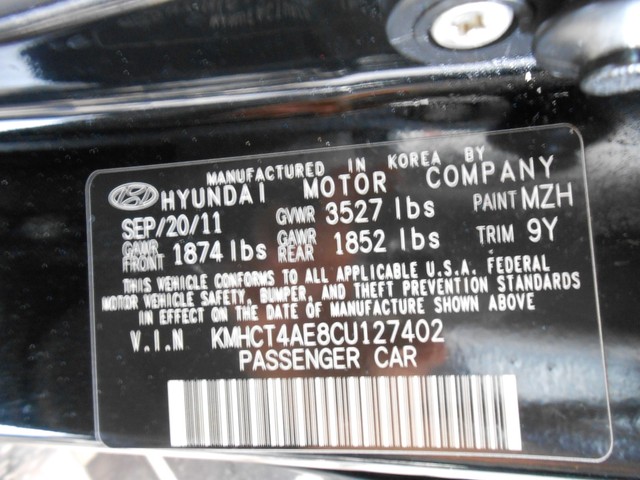 MANUFACTURED IN KOREA BY
HYUNDAI MOTOR COMPANY
SEP/20/11 GVWR 3527 lbs PAINT MZH
GAWR FRONT 1874 lbs GAWR REAR 1852 lbs TRIM 9Y
THIS VEHICLE CONFORMS TO ALL APPLICABLE U.S.A. FEDERAL
MOTOR VEHICLE SAFETY, BUMPER, AND THEFT PREVENTION STANDARDS
IN EFFECT ON THE DATE OF MANUFACTURE SHOWN ABOVE
V.I.N KMHCT4AE8CU127402
PASSENGER CAR